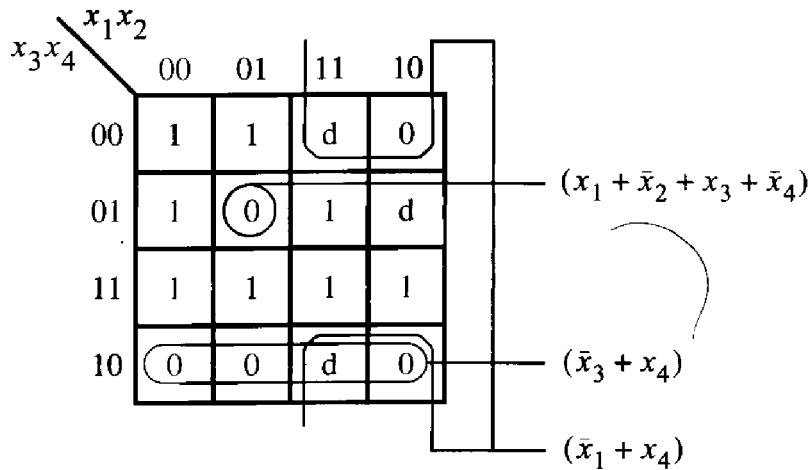 x₁x₂
x₃x₄
00 01 11 10
00 1 1 d 0
01 1 0 1 d (x₁ + x̄₂ + x₃ + x̄₄)
11 1 1 1 1
10 0 0 d 0 (x̄₃ + x₄)
(x̄₁ + x₄)